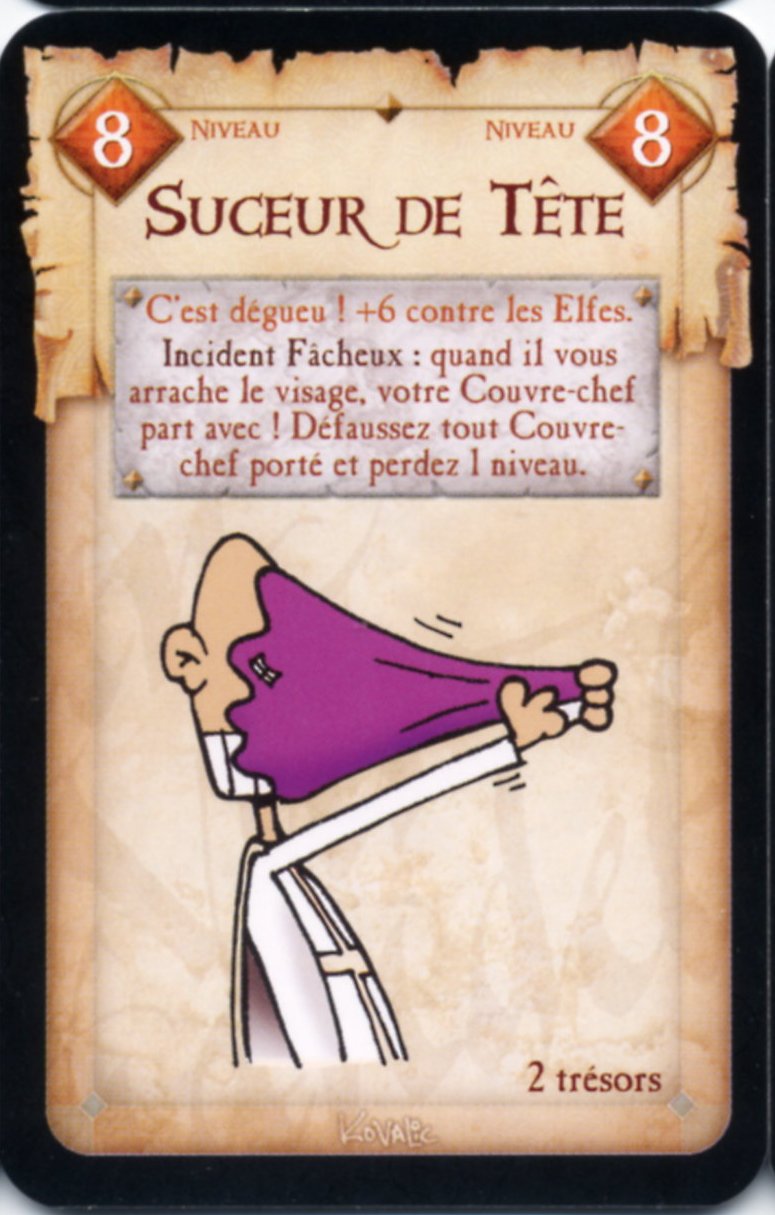 8 Niveau Niveau 8
Suceur de Tête
C'est dégueu ! +6 contre les Elfes.
Incident Fâcheux : quand il vous
arrache le visage, votre Couvre-chef
part avec ! Défaussez tout Couvre-
chef porté et perdez 1 niveau.
2 trésors
Kovalic